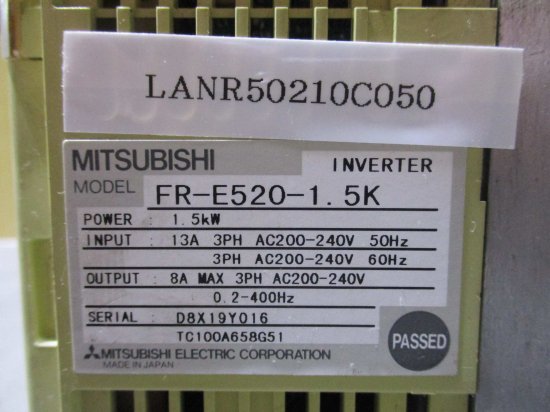 LANR50210C050
MITSUBISHI INVERTER
MODEL FR-E520-1.5K
POWER : 1.5kW
INPUT : 13A 3PH AC200-240V 50Hz
3PH AC200-240V 60Hz
OUTPUT : 8A MAX 3PH AC200-240V
0.2-400Hz
SERIAL : D8X19Y016
TC100A658G51
PASSED
MITSUBISHI ELECTRIC CORPORATION
MADE IN JAPAN